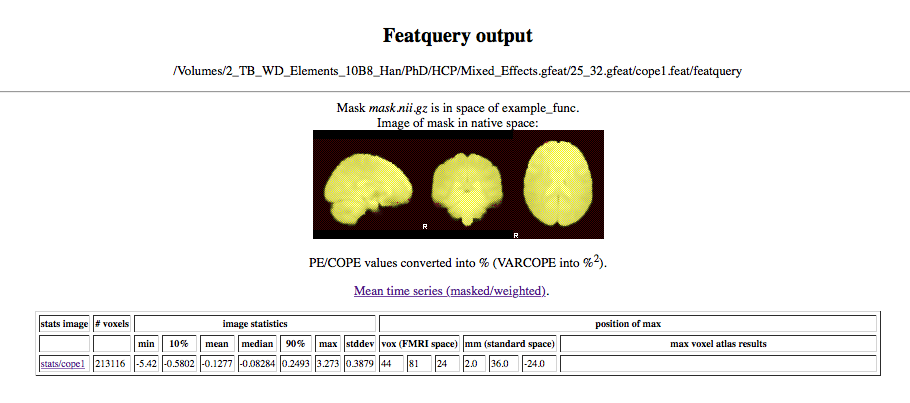 Featquery output
/Volumes/2_TB_WD_Elements_10B8_Han/PhD/HCP/Mixed_Effects.gfeat/25_32.gfeat/cope1.feat/featquery
Mask mask.nii.gz is in space of example_func.
Image of mask in native space:
R
R
PE/COPE values converted into % (VARCOPE into %²).
Mean time series (masked/weighted).
stats image # voxels image statistics position of max
min 10% mean median 90% max stddev vox (FMRI space) mm (standard space) max voxel atlas results
stats/cope1 213116 -5.42 -0.5802 -0.1277 -0.08284 0.2493 3.273 0.3879 44 81 24 2.0 36.0 -24.0